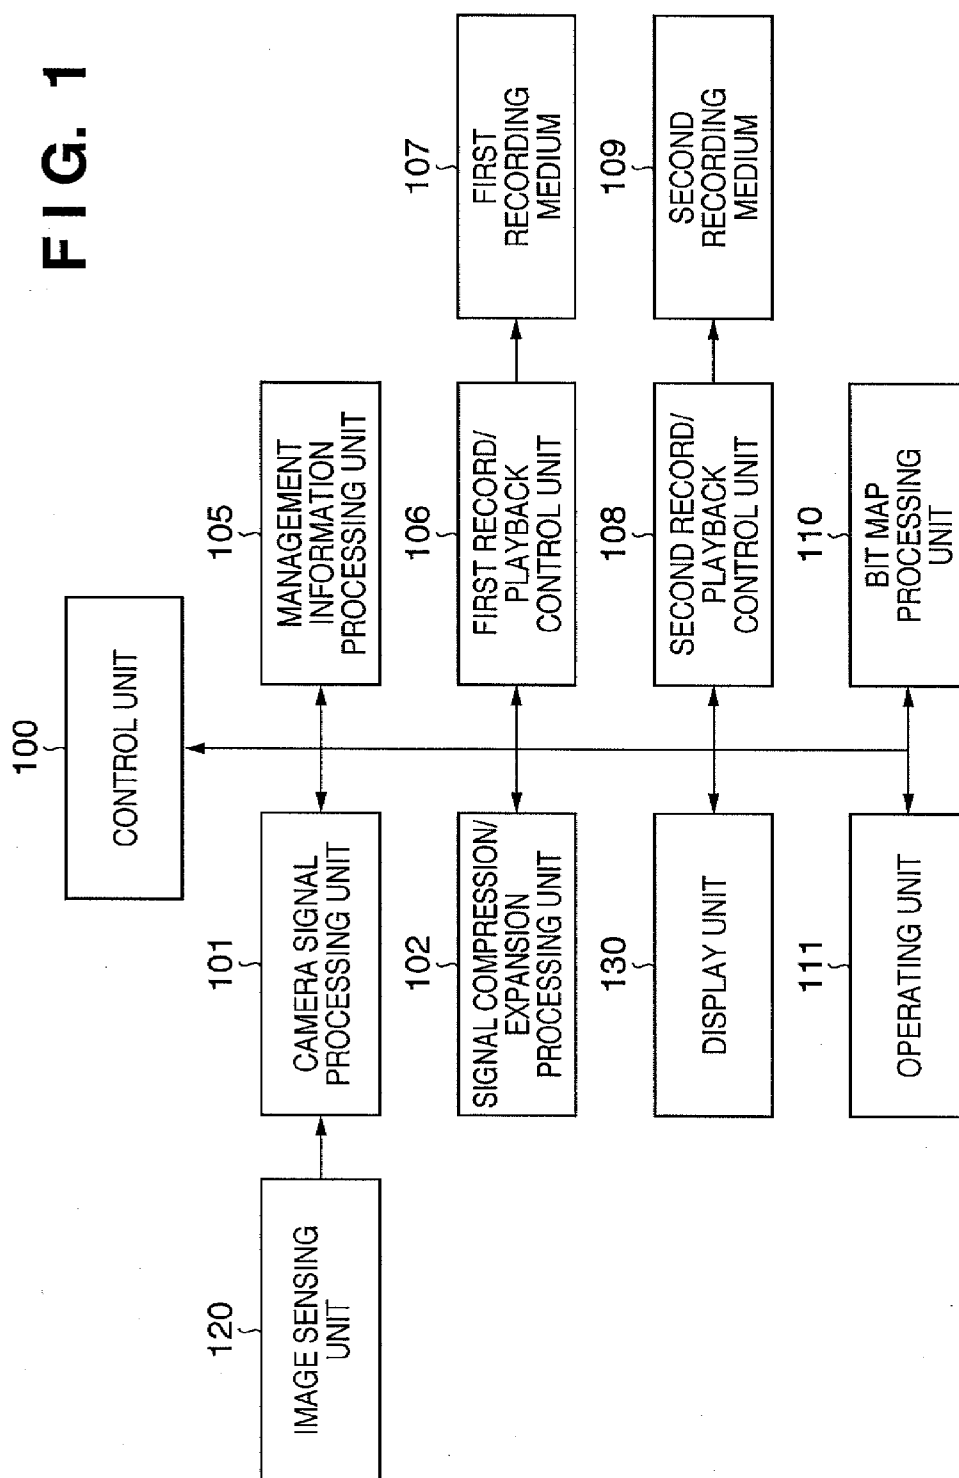 FIG. 1
100
CONTROL UNIT
120
IMAGE SENSING
UNIT
101
CAMERA SIGNAL
PROCESSING UNIT
105
MANAGEMENT
INFORMATION
PROCESSING UNIT
102
SIGNAL COMPRESSION/
EXPANSION
PROCESSING UNIT
106
FIRST RECORD/
PLAYBACK
CONTROL UNIT
107
FIRST
RECORDING
MEDIUM
130
DISPLAY UNIT
108
SECOND RECORD/
PLAYBACK
CONTROL UNIT
109
SECOND
RECORDING
MEDIUM
111
OPERATING UNIT
110
BIT MAP
PROCESSING
UNIT